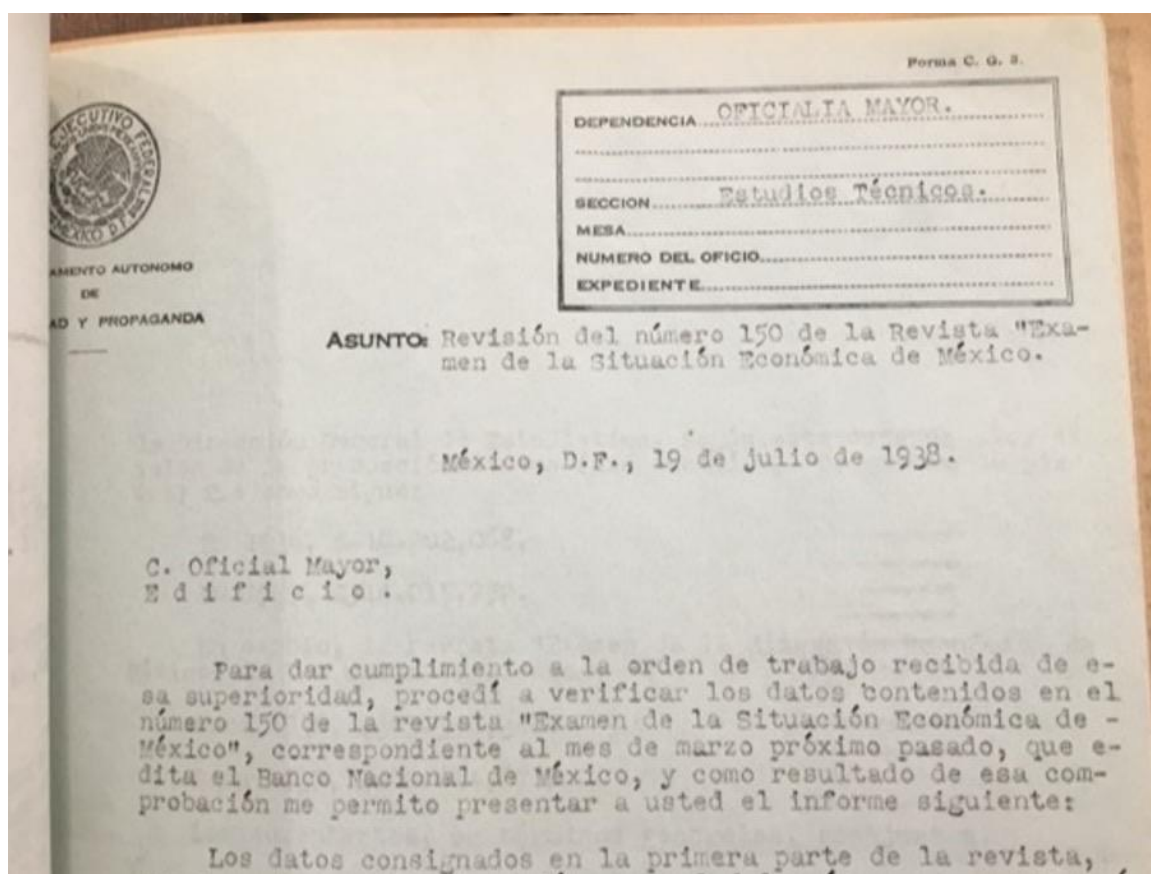 Forma C. G. 3.
EJECUTIVO FEDERAL
MEXICO D.F.
AMENTO AUTONOMO
DE
AD Y PROPAGANDA
DEPENDENCIA OFICIALIA MAYOR.
SECCION Estudios Técnicos.
MESA
NUMERO DEL OFICIO
EXPEDIENTE
ASUNTO: Revisión del número 150 de la Revista "Exa-
men de la Situación Económica de México.
México, D.F., 19 de julio de 1938.
C. Oficial Mayor,
E d i f i c i o .
Para dar cumplimiento a la orden de trabajo recibida de e-
sa superioridad, procedí a verificar los datos contenidos en el
número 150 de la revista "Examen de la Situación Económica de -
México", correspondiente al mes de marzo próximo pasado, que e-
dita el Banco Nacional de México, y como resultado de esa com-
probación me permito presentar a usted el informe siguiente:
Los datos consignados en la primera parte de la revista,